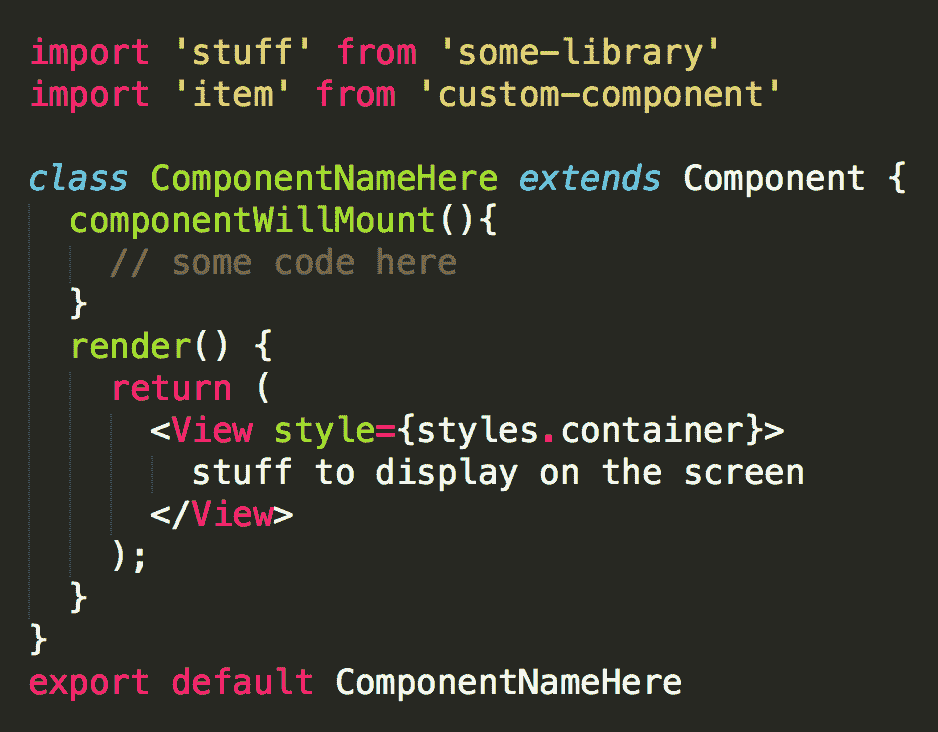 import 'stuff' from 'some-library'
import 'item' from 'custom-component'
class ComponentNameHere extends Component {
componentWillMount(){
// some code here
}
render() {
return (
<View style={styles.container}>
stuff to display on the screen
</View>
);
}
}
export default ComponentNameHere